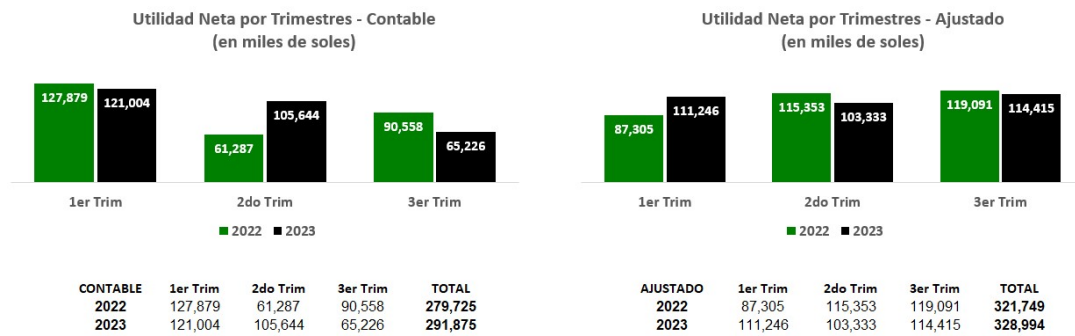 Utilidad Neta por Trimestres - Contable
(en miles de soles)
127,879
121,004
61,287
105,644
90,558
65,226
1er Trim
2do Trim
3er Trim
2022
2023
CONTABLE 1er Trim 2do Trim 3er Trim TOTAL
2022 127,879 61,287 90,558 279,725
2023 121,004 105,644 65,226 291,875
Utilidad Neta por Trimestres - Ajustado
(en miles de soles)
87,305
111,246
115,353
103,333
119,091
114,415
1er Trim
2do Trim
3er Trim
2022
2023
AJUSTADO 1er Trim 2do Trim 3er Trim TOTAL
2022 87,305 115,353 119,091 321,749
2023 111,246 103,333 114,415 328,994